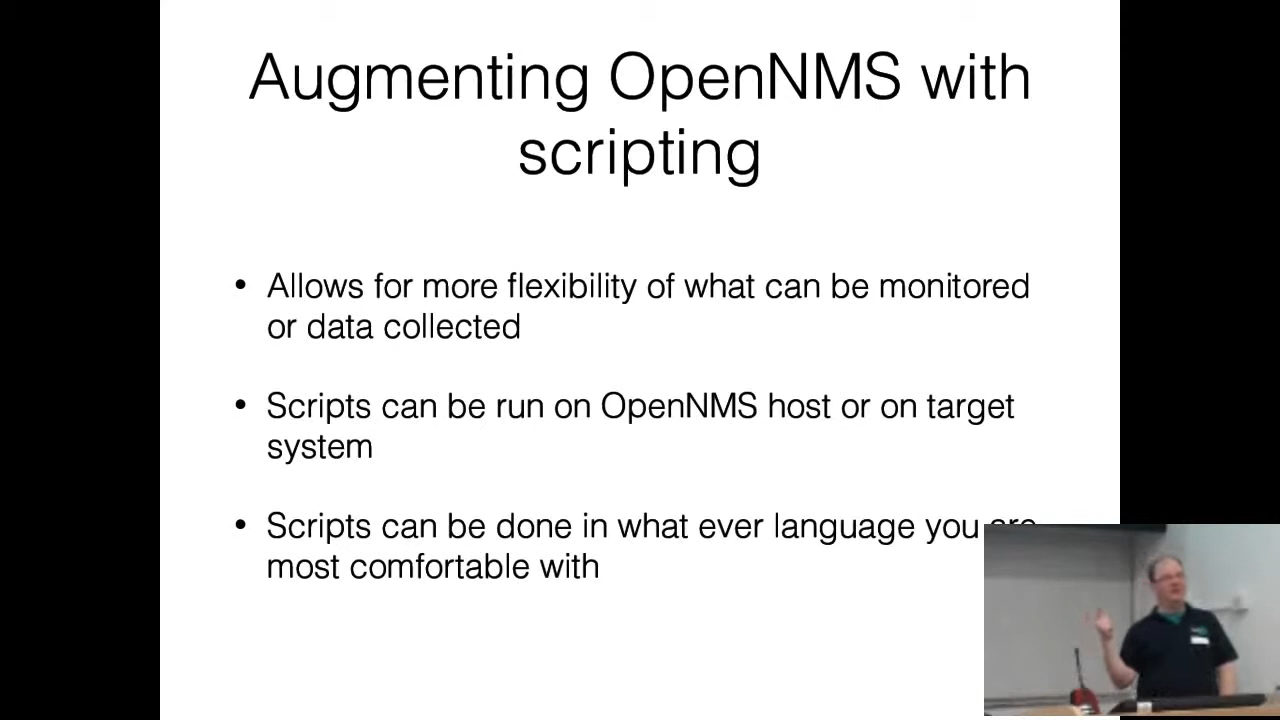 Augmenting OpenNMS with
scripting
• Allows for more flexibility of what can be monitored
or data collected
• Scripts can be run on OpenNMS host or on target
system
• Scripts can be done in what ever language you are
most comfortable with